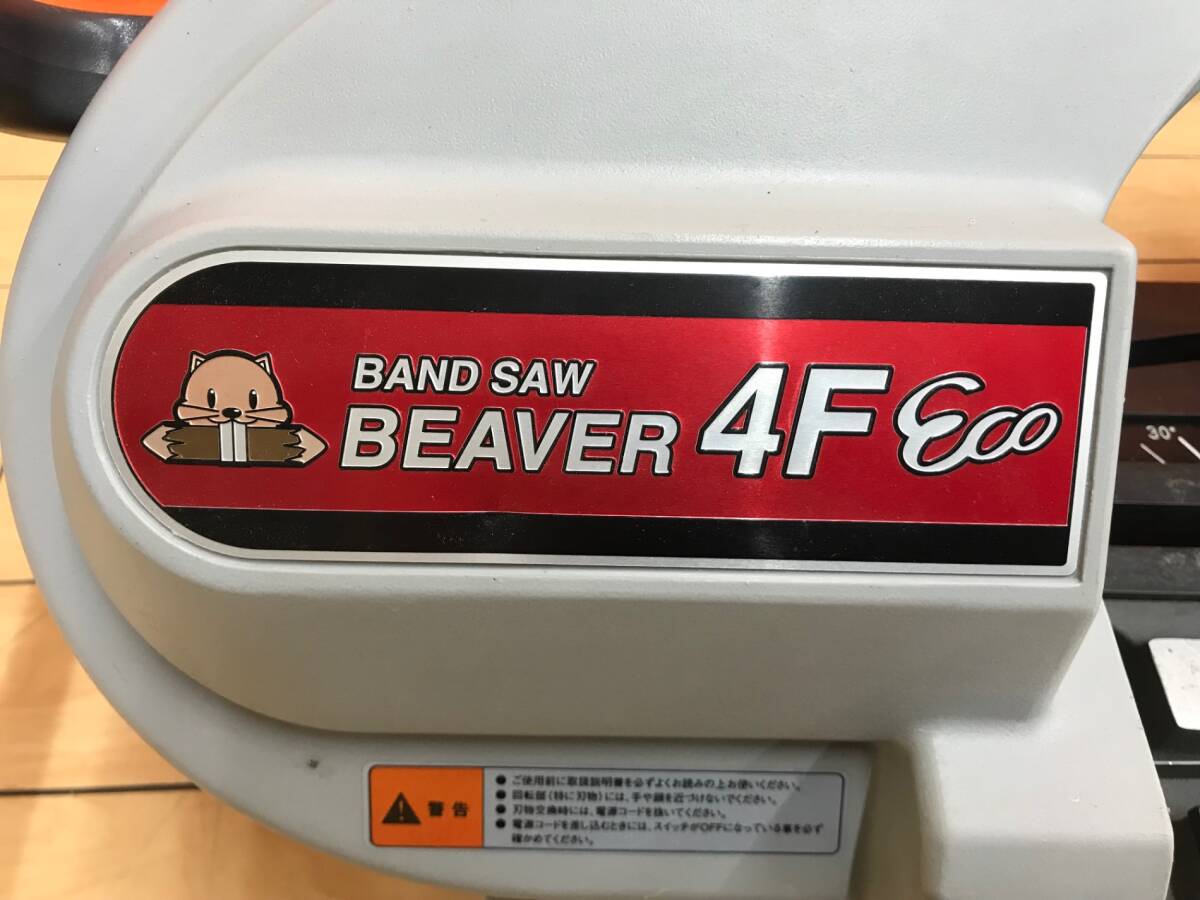 BAND SAW
BEAVER 4F Eco
30°
警告
● ご使用前に取扱説明書を必ずよくお読みの上お使いください。
● 回転部（特に刃物）には、手や顔を近づけないでください。
● 刃物交換時には、電源コードを抜いてください。
● 電源コードを差し込むときには、スイッチがOFFになっている事を必ず
確かめてください。